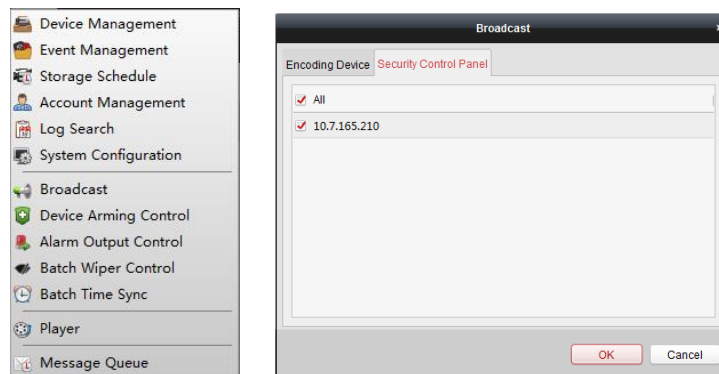 Device Management
Event Management
Storage Schedule
Account Management
Log Search
System Configuration
Broadcast
Device Arming Control
Alarm Output Control
Batch Wiper Control
Batch Time Sync
Player
Message Queue
Broadcast
Encoding Device Security Control Panel
All
10.7.165.210
OK Cancel